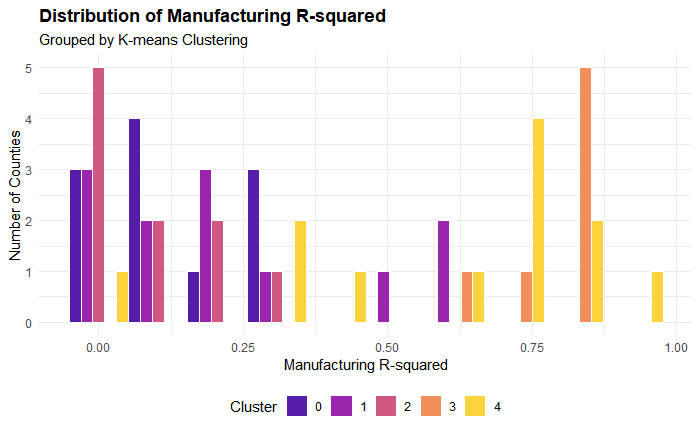 Distribution of Manufacturing R-squared
Grouped by K-means Clustering
Number of Counties
5
4
3
2
1
0
0.00 0.25 0.50 0.75 1.00
Manufacturing R-squared
Cluster 0 1 2 3 4